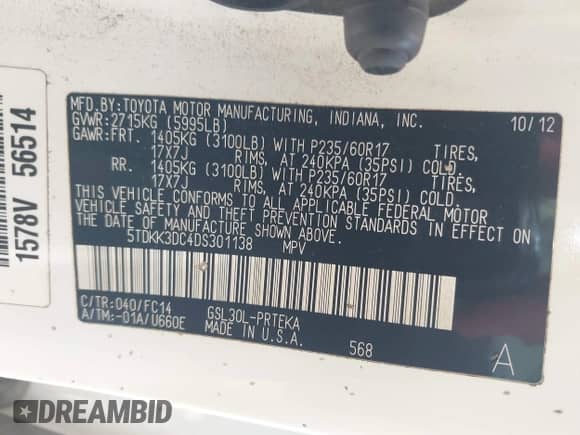 MFD.BY:TOYOTA MOTOR MANUFACTURING, INDIANA, INC. 10/12
GVWR:2715KG (5995LB)
GAWR:FRT. 1405KG (3100LB) WITH P235/60R17 TIRES,
17X7J RIMS, AT 240KPA (35PSI) COLD.
RR. 1405KG (3100LB) WITH P235/60R17 TIRES,
17X7J RIMS, AT 240KPA (35PSI) COLD.
THIS VEHICLE CONFORMS TO ALL APPLICABLE FEDERAL MOTOR
VEHICLE SAFETY AND THEFT PREVENTION STANDARDS IN EFFECT ON
THE DATE OF MANUFACTURE SHOWN ABOVE.
5TDKK3DC4DS301138 MPV
C/TR:040/FC14 GSL30L-PRTEKA
A/TM:-01A/U660E MADE IN U.S.A. 568 A
1578V 56514
DREAMBID